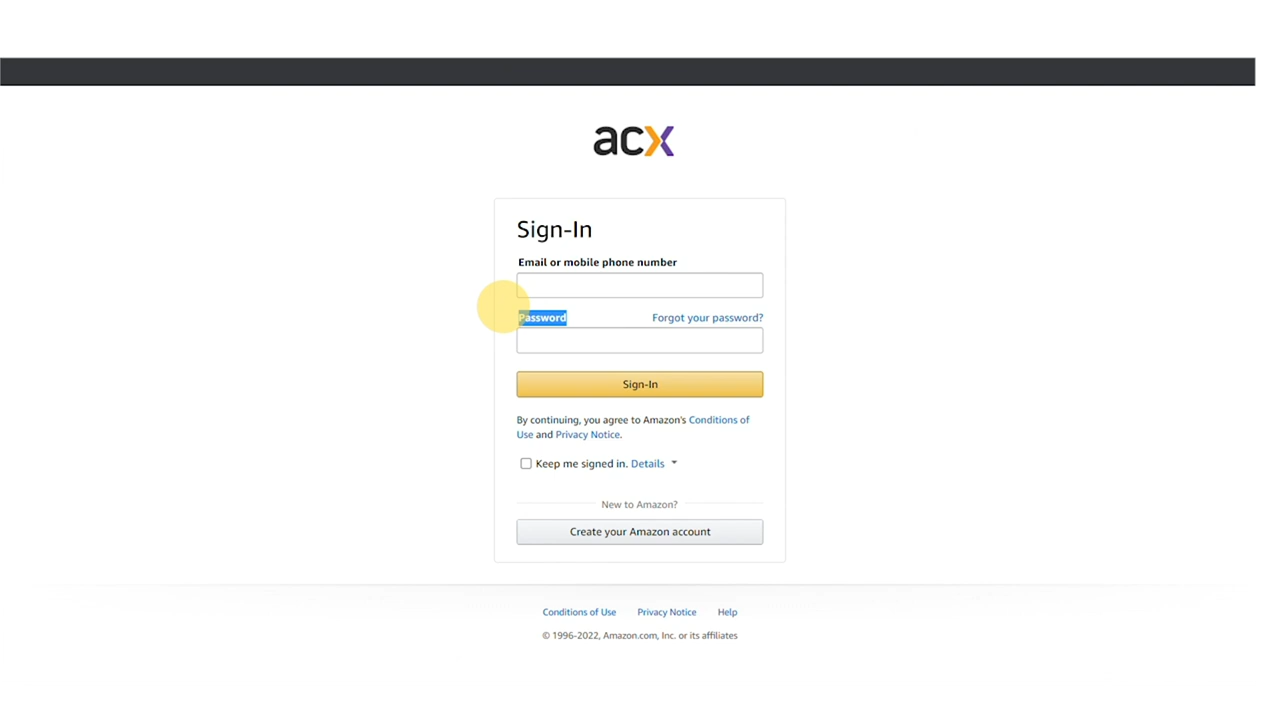 acx
Sign-In
Email or mobile phone number
Password Forgot your password?
Sign-In
By continuing, you agree to Amazon's Conditions of
Use and Privacy Notice.
Keep me signed in. Details
New to Amazon?
Create your Amazon account
Conditions of Use Privacy Notice Help
© 1996-2022, Amazon.com, Inc. or its affiliates